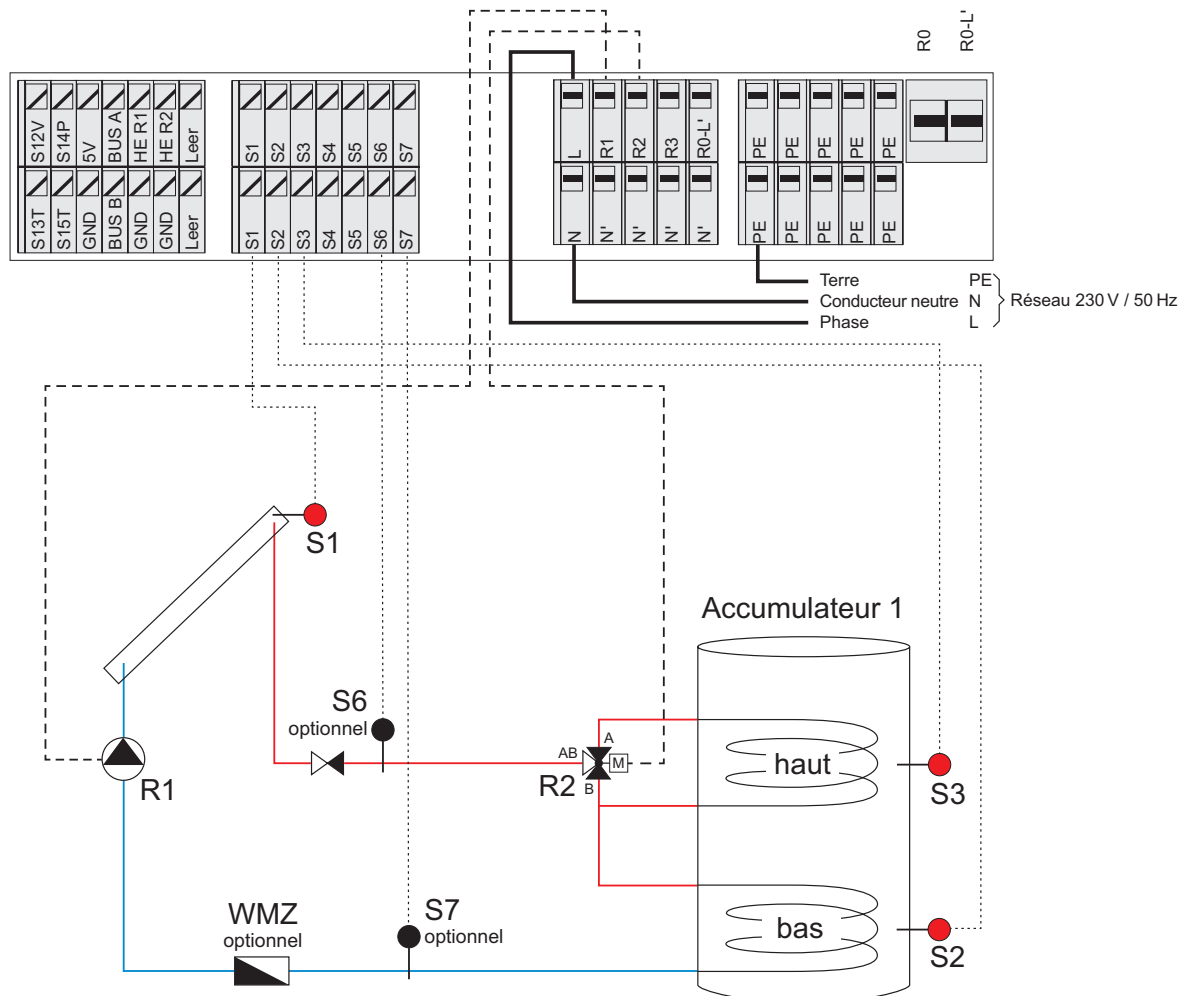 R0
R0-L'
S12V
S14P
5V
BUS A
HE R1
HE R2
Leer
S1
S2
S3
S4
S5
S6
S7
L
R1
R2
R3
R0-L'
PE
PE
PE
PE
PE
S13T
S15T
GND
BUS B
GND
GND
Leer
S1
S2
S3
S4
S5
S6
S7
N
N'
N'
N'
N'
PE
PE
PE
PE
PE
Terre PE
Conducteur neutre N
Phase L
Réseau 230 V / 50 Hz
S1
Accumulateur 1
S6
optionnel
A
AB
M
R2
B
haut
S3
R1
WMZ
optionnel
S7
optionnel
bas
S2